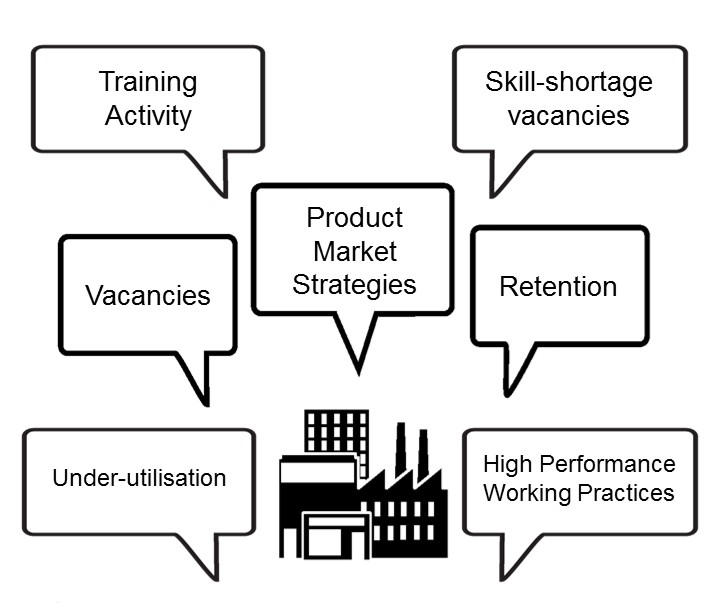 Training
Activity
Skill-shortage
vacancies
Product
Market
Strategies
Vacancies
Retention
Under-utilisation
High Performance
Working Practices